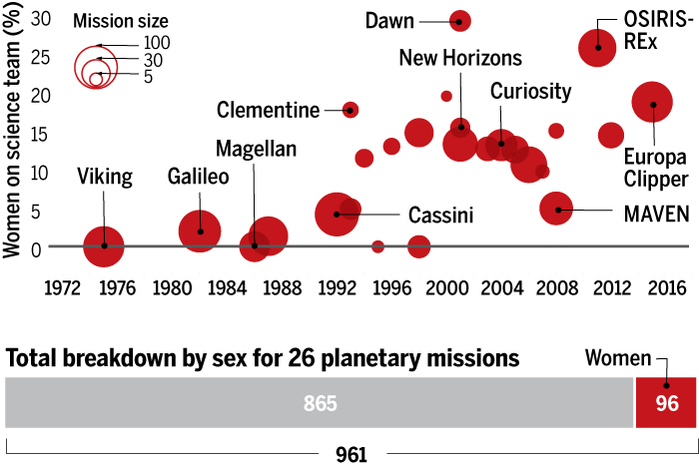 Women on science team (%)
30
25
20
15
10
5
0
Mission size
100
30
5
Dawn
OSIRIS-
REx
New Horizons
Clementine
Curiosity
Magellan
Viking
Galileo
Cassini
Europa
Clipper
MAVEN
1972 1976 1980 1984 1988 1992 1996 2000 2004 2008 2012 2016
Total breakdown by sex for 26 planetary missions
Women
865
96
961